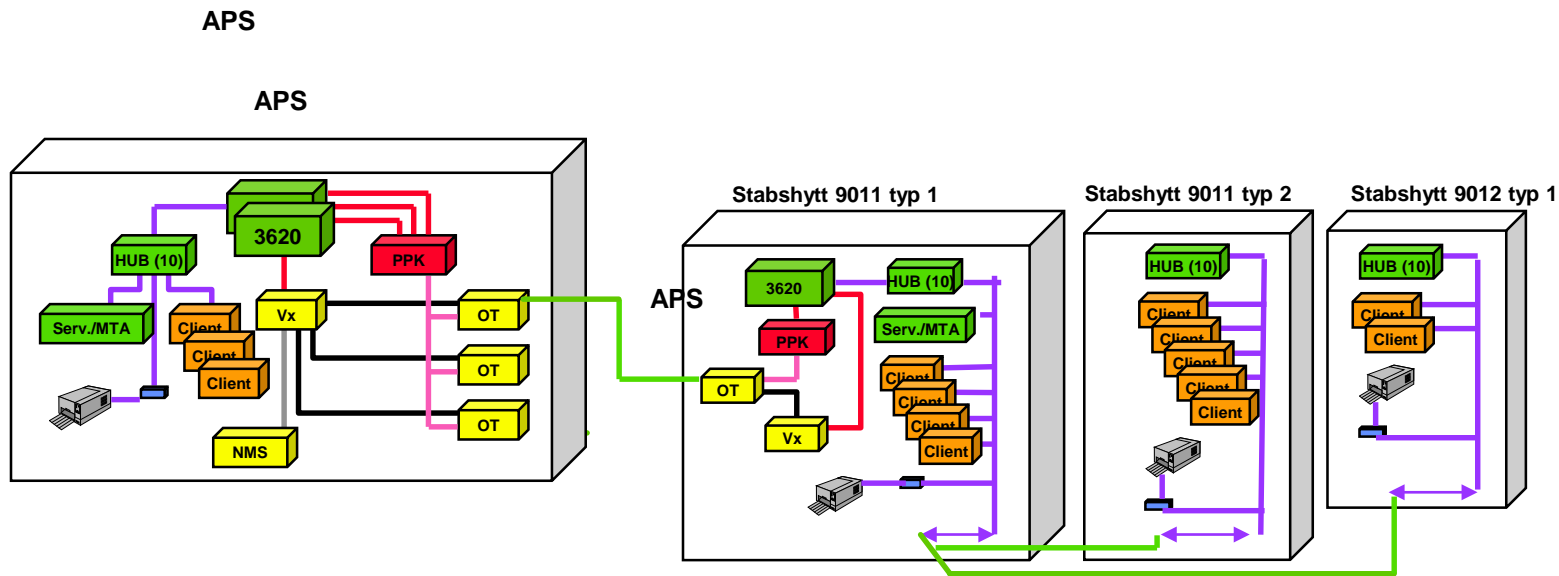 APS
APS
3620
HUB (10)
PPK
Serv./MTA
Client
Client
Client
Vx
OT
OT
OT
NMS
APS
Stabshytt 9011 typ 1
3620
HUB (10)
Serv./MTA
PPK
OT
Vx
Client
Client
Client
Client
Stabshytt 9011 typ 2
HUB (10)
Client
Client
Client
Client
Client
Stabshytt 9012 typ 1
HUB (10)
Client
Client